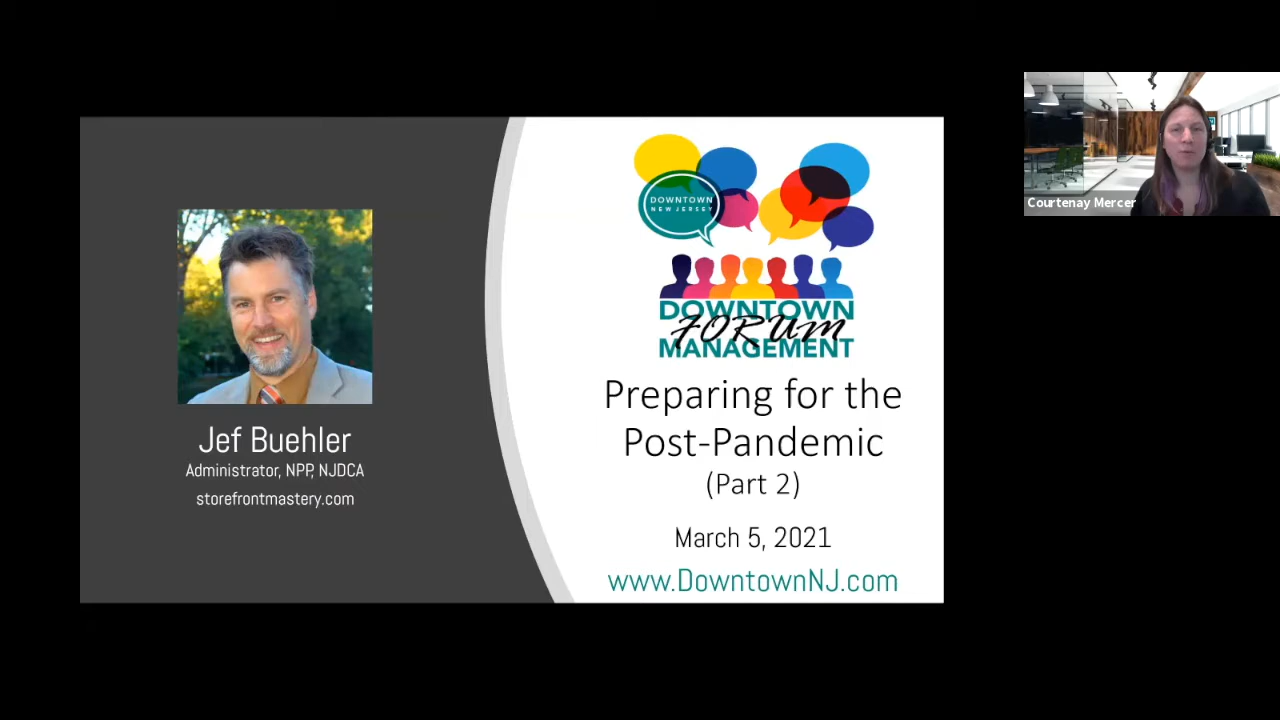 Jef Buehler
Administrator, NPP, NJDCA
storefrontmastery.com
DOWNTOWN
NEW JERSEY
DOWNTOWN
FORUM
MANAGEMENT
Preparing for the
Post-Pandemic
(Part 2)
March 5, 2021
www.DowntownNJ.com
Courtenay Mercer